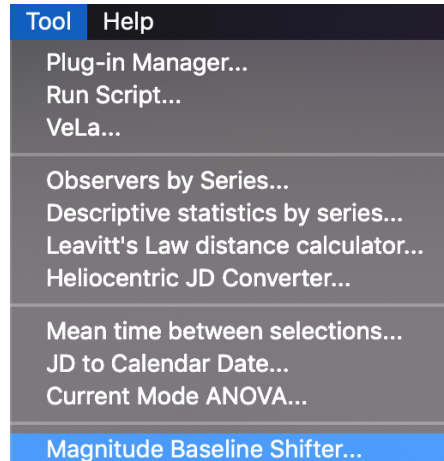 Tool Help
Plug-in Manager...
Run Script...
VeLa...
Observers by Series...
Descriptive statistics by series...
Leavitt's Law distance calculator...
Heliocentric JD Converter...
Mean time between selections...
JD to Calendar Date...
Current Mode ANOVA...
Magnitude Baseline Shifter...